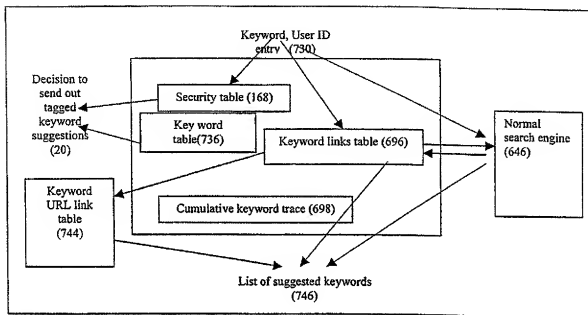 Keyword, User ID
entry (730)
Decision to
send out
tagged
keyword
suggestions
(20)
Security table (168)
Key word
table(736)
Keyword links table (696)
Normal
search engine
(646)
Keyword
URL link
table
(744)
Cumulative keyword trace (698)
List of suggested keywords
(746)